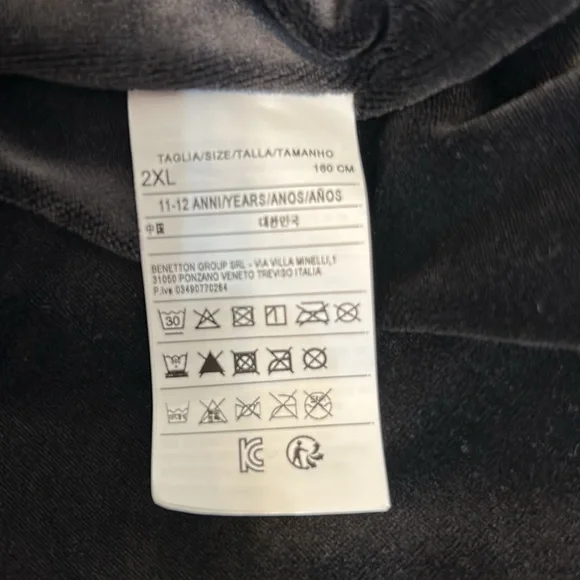 TAGLIA/SIZE/TALLA/TAMANHO
2XL 160 CM
11-12 ANNI/YEARS/ANOS/AÑOS
中国 대한민국
BENETTON GROUP SRL - VIA VILLA MINELLI,1
31050 PONZANO VENETO TREVISO ITALIA
P.iva 03490770264
30